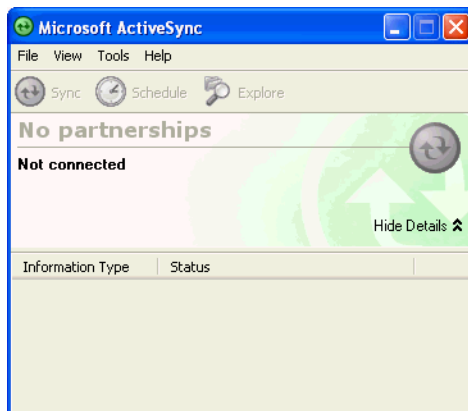 Microsoft ActiveSync
File View Tools Help
Sync Schedule Explore
No partnerships
Not connected
Hide Details
Information Type Status